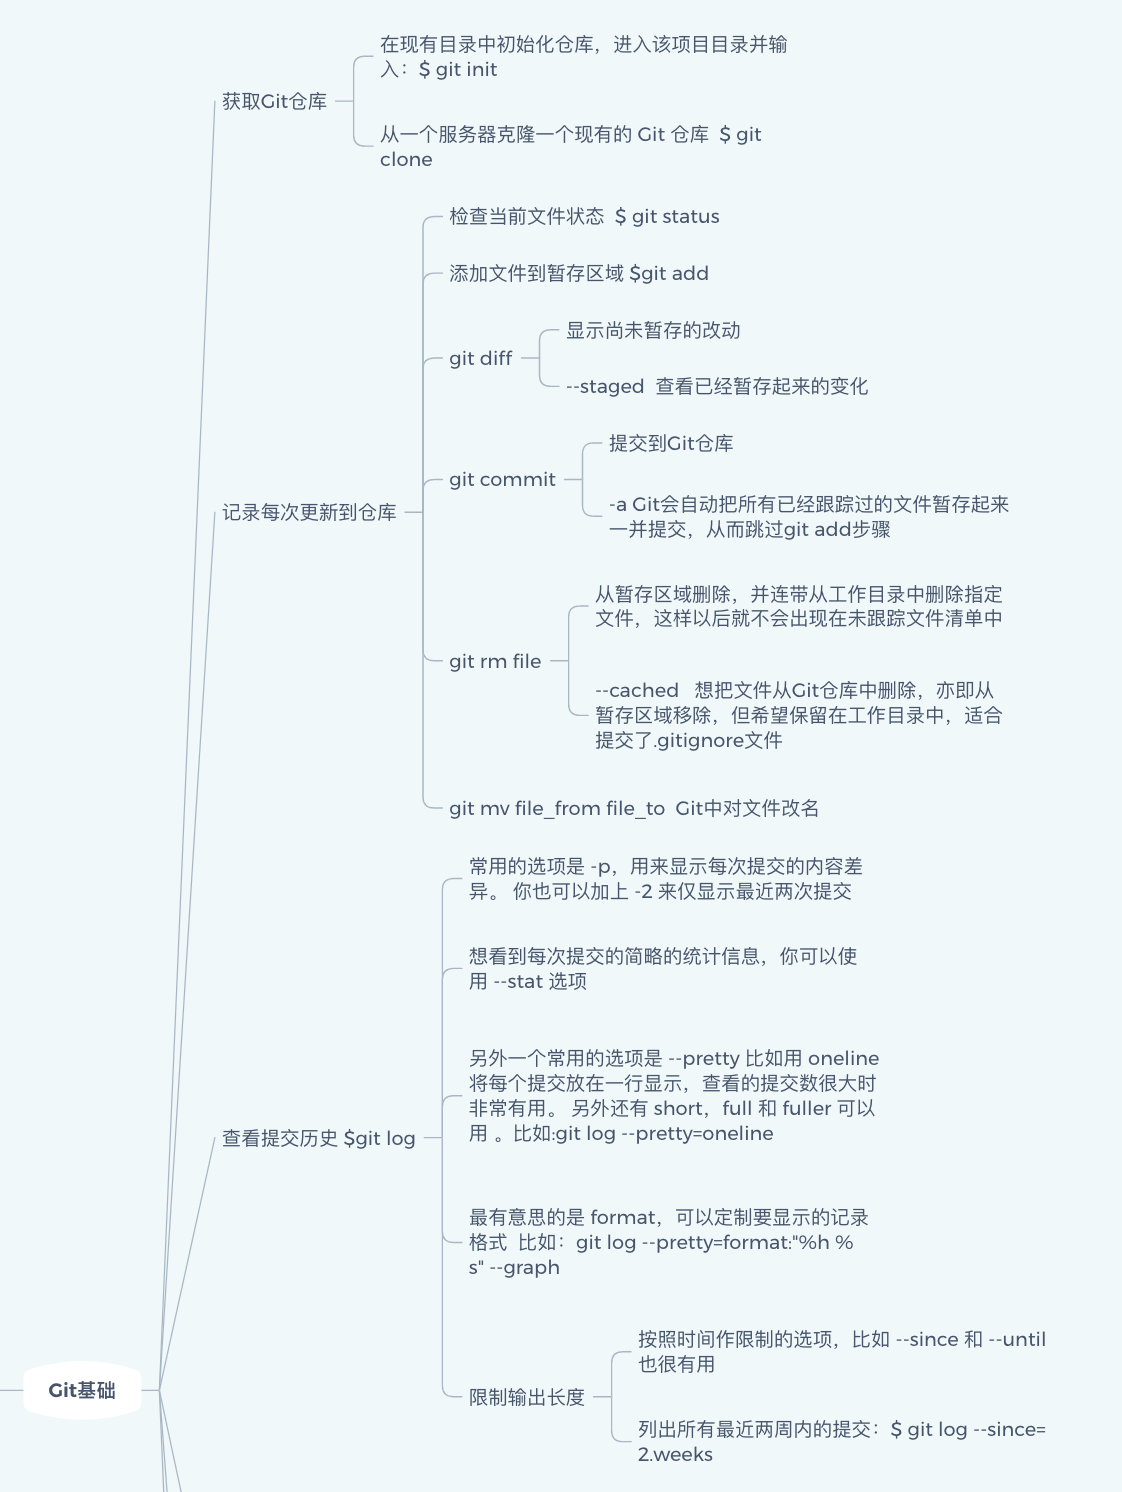 在现有目录中初始化仓库，进入该项目目录并输
入：$ git init
获取Git仓库
从一个服务器克隆一个现有的 Git 仓库  $ git
clone
检查当前文件状态  $ git status
添加文件到暂存区域 $git add
显示尚未暂存的改动
git diff
--staged  查看已经暂存起来的变化
提交到Git仓库
git commit
-a Git会自动把所有已经跟踪过的文件暂存起来
一并提交，从而跳过git add步骤
记录每次更新到仓库
从暂存区域删除，并连带从工作目录中删除指定
文件，这样以后就不会出现在未跟踪文件清单中
git rm file
--cached   想把文件从Git仓库中删除，亦即从
暂存区域移除，但希望保留在工作目录中，适合
提交了.gitignore文件
git mv file_from file_to  Git中对文件改名
常用的选项是 -p，用来显示每次提交的内容差
异。 你也可以加上 -2 来仅显示最近两次提交
想看到每次提交的简略的统计信息，你可以使
用 --stat 选项
另外一个常用的选项是 --pretty 比如用 oneline
将每个提交放在一行显示，查看的提交数很大时
非常有用。 另外还有 short，full 和 fuller 可以
用 。比如:git log --pretty=oneline
查看提交历史 $git log
最有意思的是 format，可以定制要显示的记录
格式  比如：git log --pretty=format:"%h %
s" --graph
按照时间作限制的选项，比如 --since 和 --until
也很有用
限制输出长度
列出所有最近两周内的提交：$ git log --since=
2.weeks
Git基础